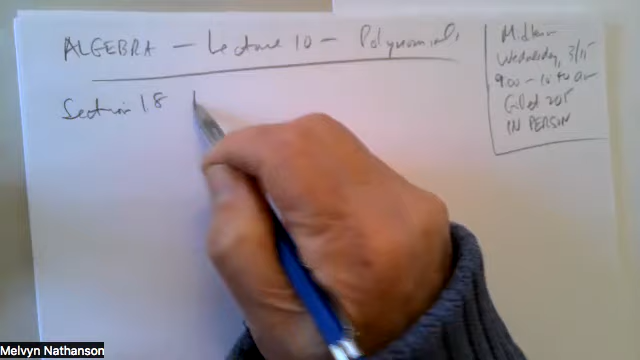 ALGEBRA — Lecture 10 — Polynomials
Section 18
Midterm
Wednesday, 3/15
9:00 - 10:40 am
205
IN PERSON
Melvyn Nathanson